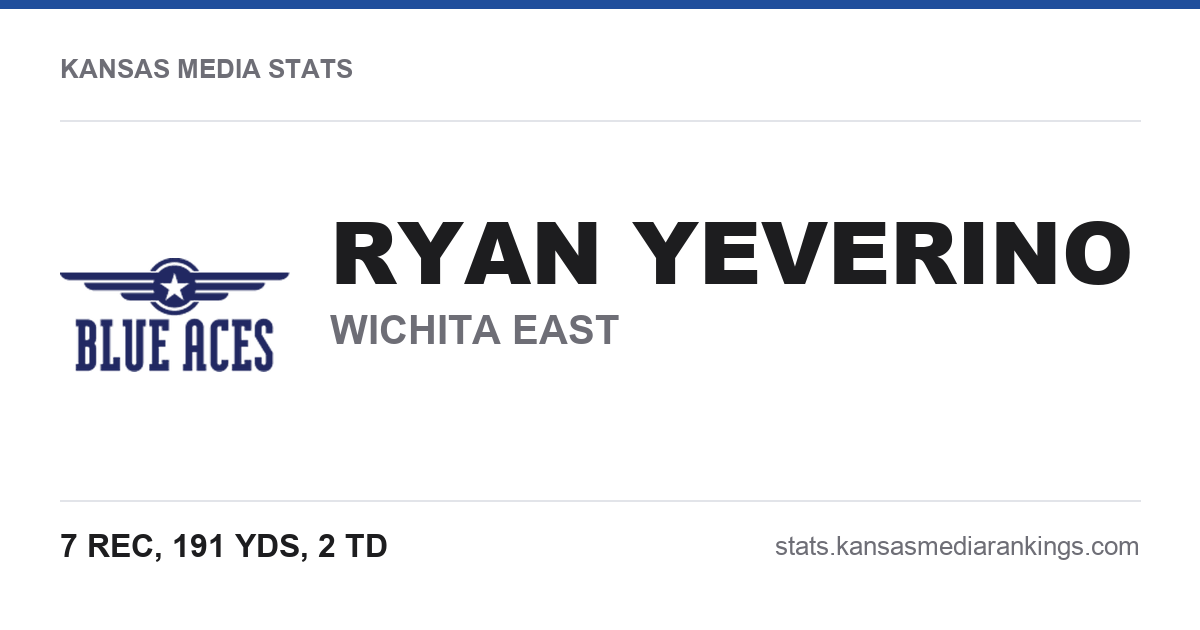 KANSAS MEDIA STATS
RYAN YEVERINO
WICHITA EAST
BLUE ACES
7 REC, 191 YDS, 2 TD
stats.kansasmediarankings.com